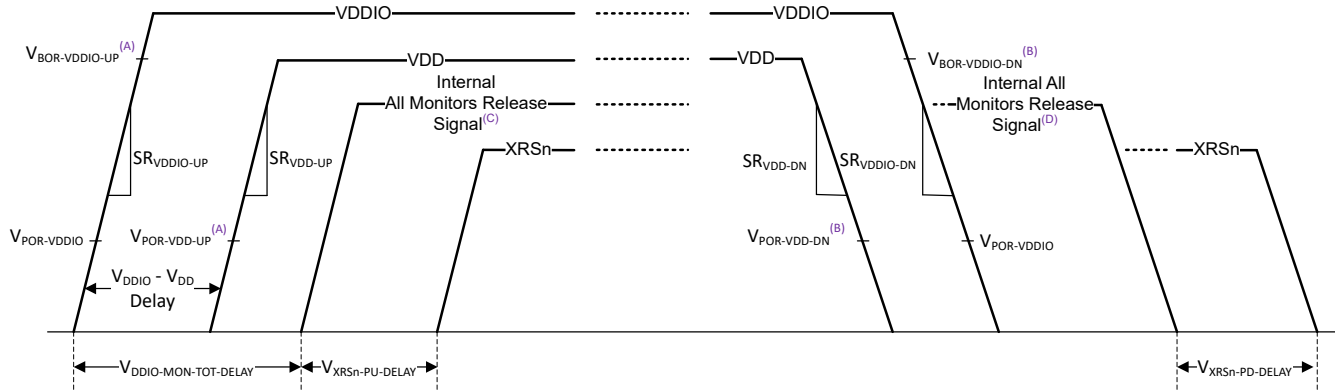 VDDIO
VDDIO
V_BOR-VDDIO-UP (A)
V_BOR-VDDIO-DN (B)
VDD
VDD
Internal
All Monitors Release
Signal(C)
Internal All
Monitors Release
Signal(D)
SR_VDDIO-UP
SR_VDD-UP
XRSn
SR_VDD-DN
SR_VDDIO-DN
XRSn
V_POR-VDDIO
V_POR-VDD-UP (A)
V_POR-VDD-DN (B)
V_POR-VDDIO
V_DDIO - V_DD
Delay
V_DDIO-MON-TOT-DELAY
V_XRSn-PU-DELAY
V_XRSn-PD-DELAY